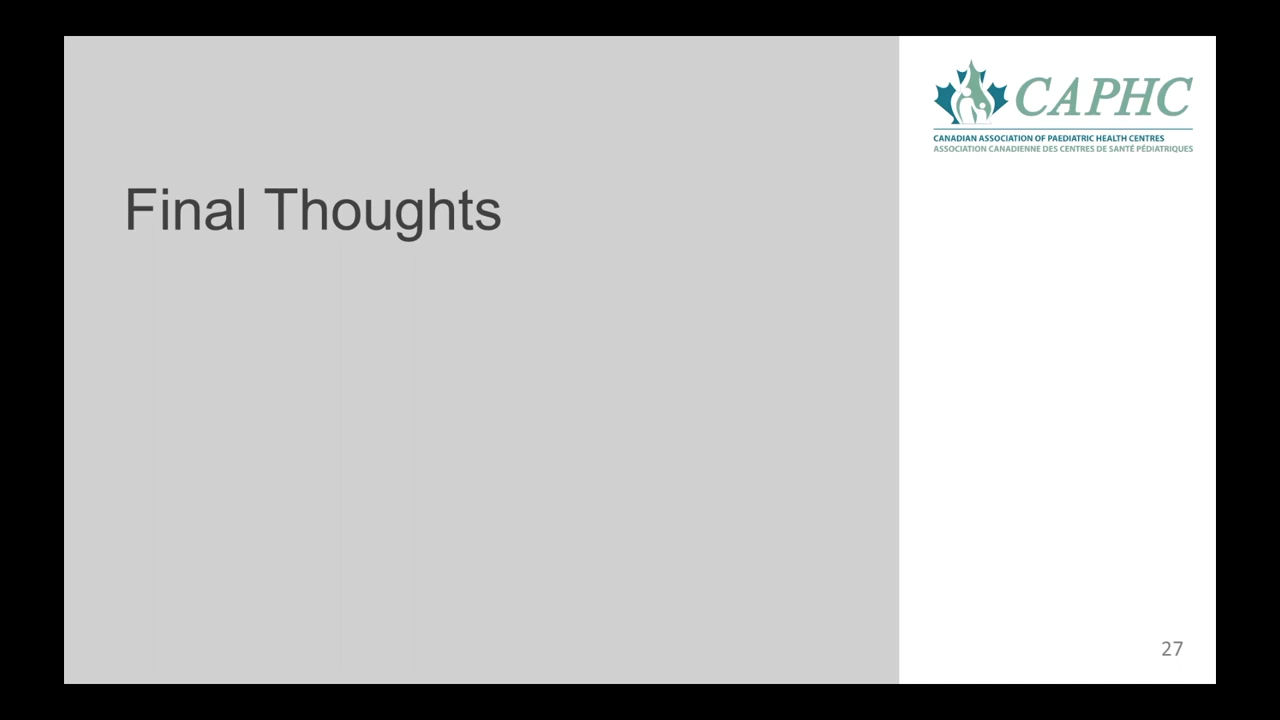 Final Thoughts
CAPHC
CANADIAN ASSOCIATION OF PAEDIATRIC HEALTH CENTRES
ASSOCIATION CANADIENNE DES CENTRES DE SANTÉ PÉDIATRIQUES
27